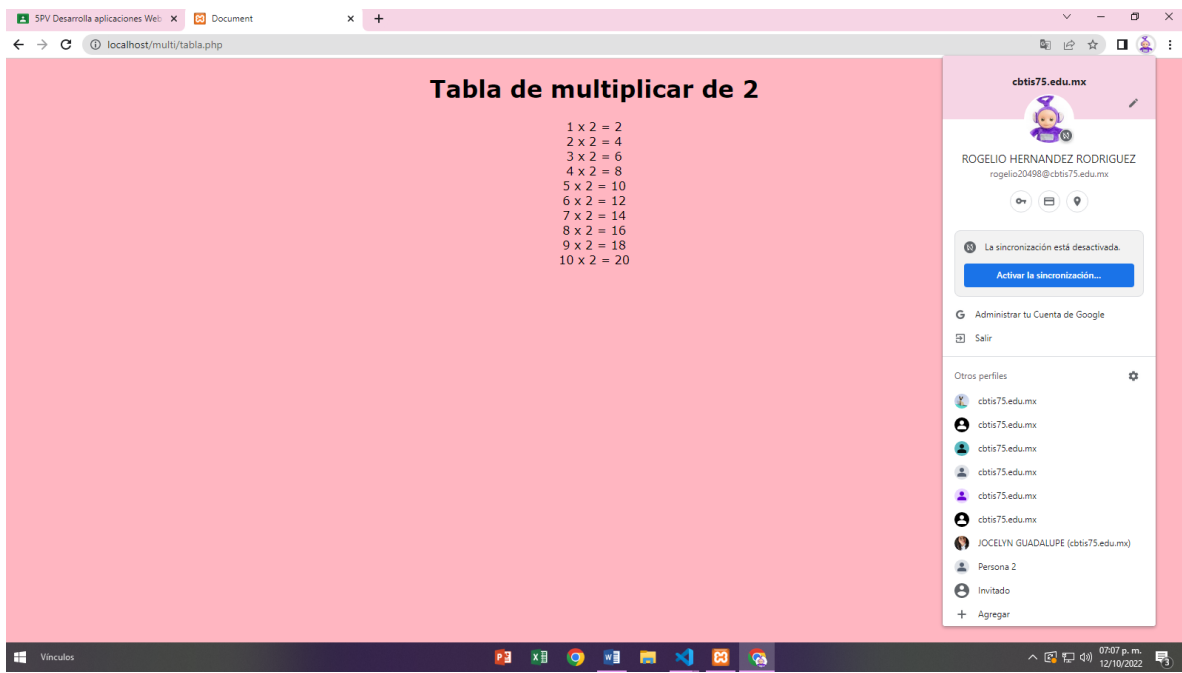 5PV Desarrolla aplicaciones Web
Document
localhost/multi/tabla.php
Tabla de multiplicar de 2
1 x 2 = 2
2 x 2 = 4
3 x 2 = 6
4 x 2 = 8
5 x 2 = 10
6 x 2 = 12
7 x 2 = 14
8 x 2 = 16
9 x 2 = 18
10 x 2 = 20
cbtis75.edu.mx
ROGELIO HERNANDEZ RODRIGUEZ
rogelio20498@cbtis75.edu.mx
La sincronización está desactivada.
Activar la sincronización...
Administrar tu Cuenta de Google
Salir
Otros perfiles
cbtis75.edu.mx
cbtis75.edu.mx
cbtis75.edu.mx
cbtis75.edu.mx
cbtis75.edu.mx
cbtis75.edu.mx
JOCELYN GUADALUPE (cbtis75.edu.mx)
Persona 2
Invitado
Agregar
Vínculos
07:07 p. m.
12/10/2022
3